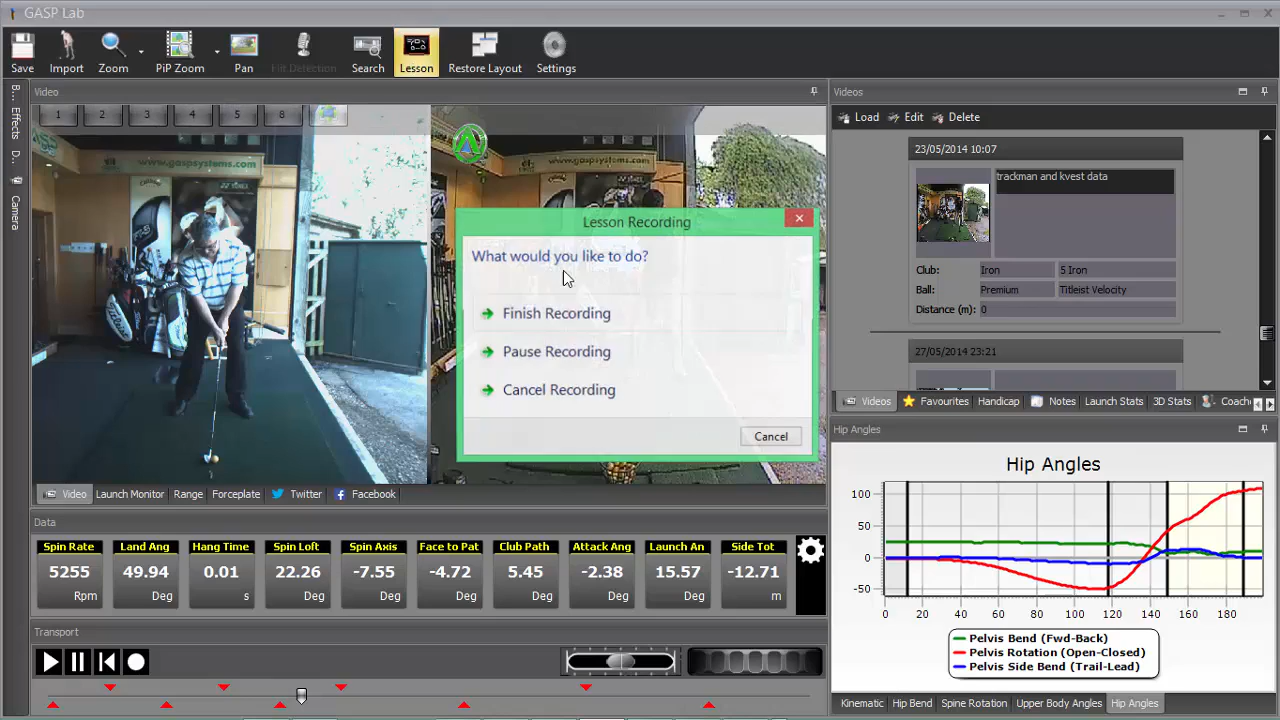 GASP Lab
Save
Import
Zoom
PiP Zoom
Pan
Hit Detection
Search
Lesson
Restore Layout
Settings
B... Effects D... Camera
Video
1 2 3 4 5 8
www.gaspsystems.com
www.gaspsystems.com
YONEX
Titleist
Lesson Recording
What would you like to do?
Finish Recording
Pause Recording
Cancel Recording
Cancel
Video Launch Monitor Range Forceplate Twitter Facebook
Videos
Load Edit Delete
23/05/2014 10:07
trackman and kvest data
Club: Iron 5 Iron
Ball: Premium Titleist Velocity
Distance (m): 0
27/05/2014 23:21
Videos Favourites Handicap Notes Launch Stats 3D Stats Coach
Data
Spin Rate Land Ang Hang Time Spin Loft Spin Axis Face to Pat Club Path Attack Ang Launch An Side Tot
5255 49.94 0.01 22.26 -7.55 -4.72 5.45 -2.38 15.57 -12.71
Rpm Deg s Deg Deg Deg Deg Deg Deg m
Transport
Hip Angles
Hip Angles
100
50
0
-50
0 20 40 60 80 100 120 140 160 180
Pelvis Bend (Fwd-Back)
Pelvis Rotation (Open-Closed)
Pelvis Side Bend (Trail-Lead)
Kinematic Hip Bend Spine Rotation Upper Body Angles Hip Angles